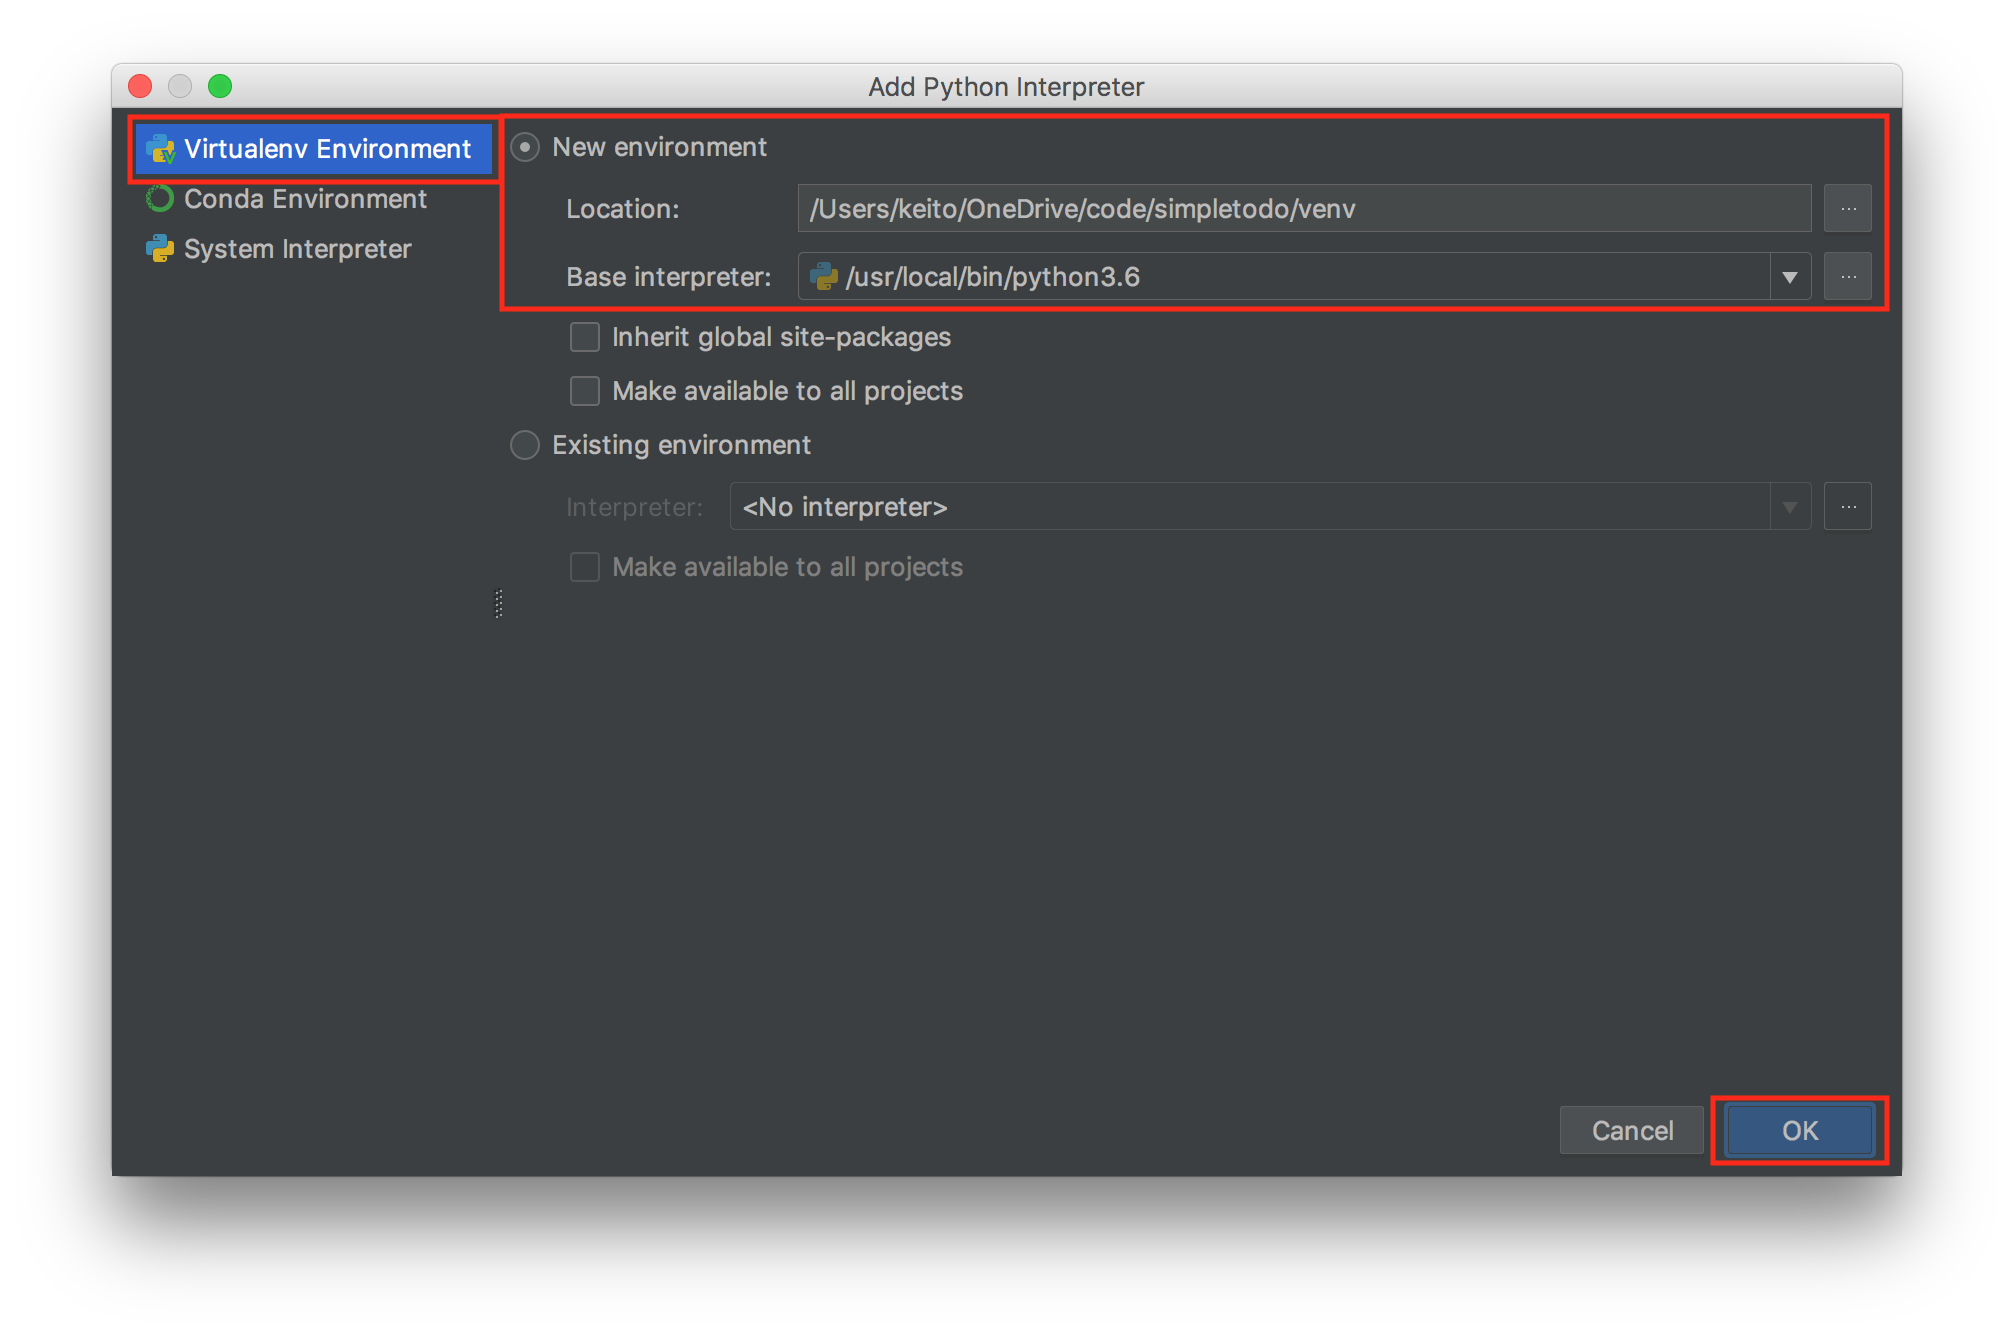 Add Python Interpreter
Virtualenv Environment
Conda Environment
System Interpreter
New environment
Location: /Users/keito/OneDrive/code/simpletodo/venv ...
Base interpreter: /usr/local/bin/python3.6 ...
Inherit global site-packages
Make available to all projects
Existing environment
Interpreter: <No interpreter> ...
Make available to all projects
Cancel OK